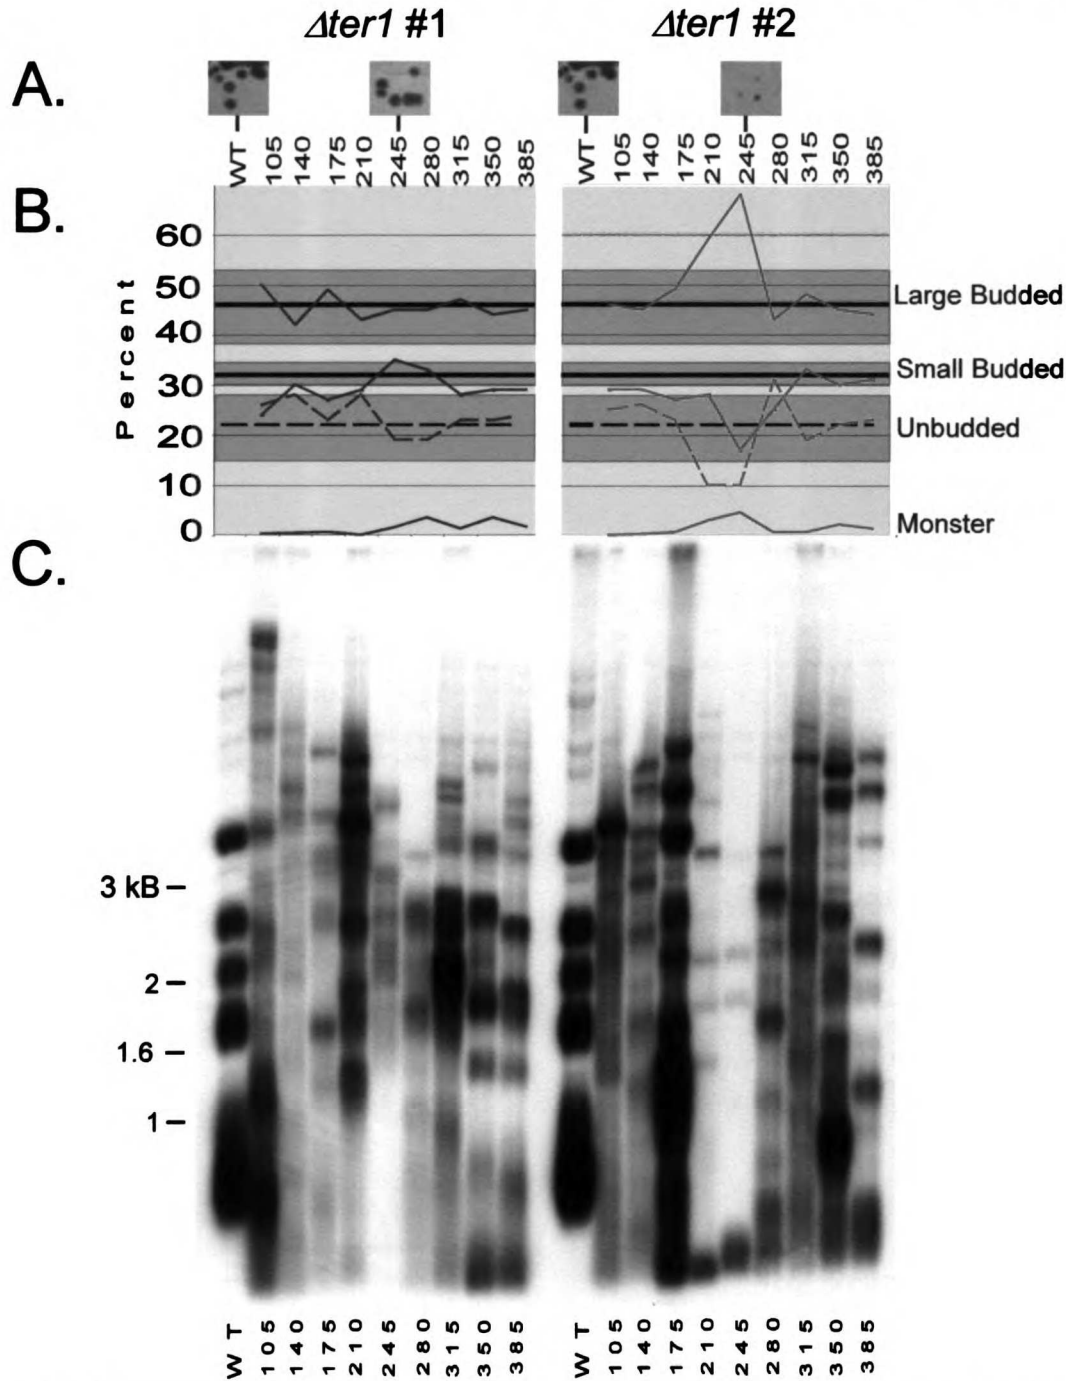 Δter1 #1
Δter1 #2
A.
WT 105 140 175 210 245 280 315 350 385
WT 105 140 175 210 245 280 315 350 385
B.
Percent
60
50
40
30
20
10
0
Large Budded
Small Budded
Unbudded
Monster
C.
3 kB
2
1.6
1
WT 105 140 175 210 245 280 315 350 385
WT 105 140 175 210 245 280 315 350 385